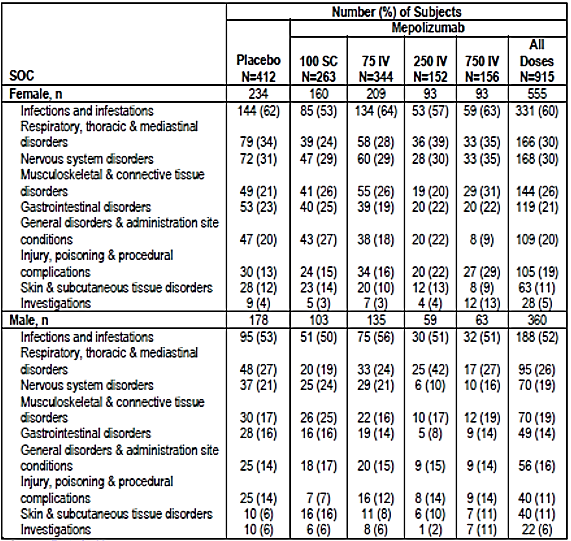 Number (%) of Subjects
Mepolizumab
SOC Placebo N=412 100 SC N=263 75 IV N=344 250 IV N=152 750 IV N=156 All Doses N=915
Female, n 234 160 209 93 93 555
Infections and infestations 144 (62) 85 (53) 134 (64) 53 (57) 59 (63) 331 (60)
Respiratory, thoracic & mediastinal
disorders 79 (34) 39 (24) 58 (28) 36 (39) 33 (35) 166 (30)
Nervous system disorders 72 (31) 47 (29) 60 (29) 28 (30) 33 (35) 168 (30)
Musculoskeletal & connective tissue
disorders 49 (21) 41 (26) 55 (26) 19 (20) 29 (31) 144 (26)
Gastrointestinal disorders 53 (23) 40 (25) 39 (19) 20 (22) 20 (22) 119 (21)
General disorders & administration site
conditions 47 (20) 43 (27) 38 (18) 20 (22) 8 (9) 109 (20)
Injury, poisoning & procedural
complications 30 (13) 24 (15) 34 (16) 20 (22) 27 (29) 105 (19)
Skin & subcutaneous tissue disorders 28 (12) 23 (14) 20 (10) 12 (13) 8 (9) 63 (11)
Investigations 9 (4) 5 (3) 7 (3) 4 (4) 12 (13) 28 (5)
Male, n 178 103 135 59 63 360
Infections and infestations 95 (53) 51 (50) 75 (56) 30 (51) 32 (51) 188 (52)
Respiratory, thoracic & mediastinal
disorders 48 (27) 20 (19) 33 (24) 25 (42) 17 (27) 95 (26)
Nervous system disorders 37 (21) 25 (24) 29 (21) 6 (10) 10 (16) 70 (19)
Musculoskeletal & connective tissue
disorders 30 (17) 26 (25) 22 (16) 10 (17) 12 (19) 70 (19)
Gastrointestinal disorders 28 (16) 16 (16) 19 (14) 5 (8) 9 (14) 49 (14)
General disorders & administration site
conditions 25 (14) 18 (17) 20 (15) 9 (15) 9 (14) 56 (16)
Injury, poisoning & procedural
complications 25 (14) 7 (7) 16 (12) 8 (14) 9 (14) 40 (11)
Skin & subcutaneous tissue disorders 10 (6) 16 (16) 11 (8) 6 (10) 7 (11) 40 (11)
Investigations 10 (6) 6 (6) 8 (6) 1 (2) 7 (11) 22 (6)